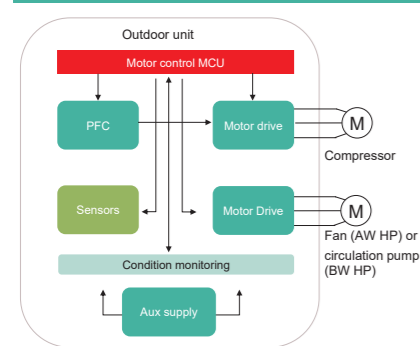 Outdoor unit
Motor control MCU
PFC
Motor drive
M
Compressor
Sensors
Motor Drive
M
Fan (AW HP) or
circulation pump
(BW HP)
Condition monitoring
Aux supply